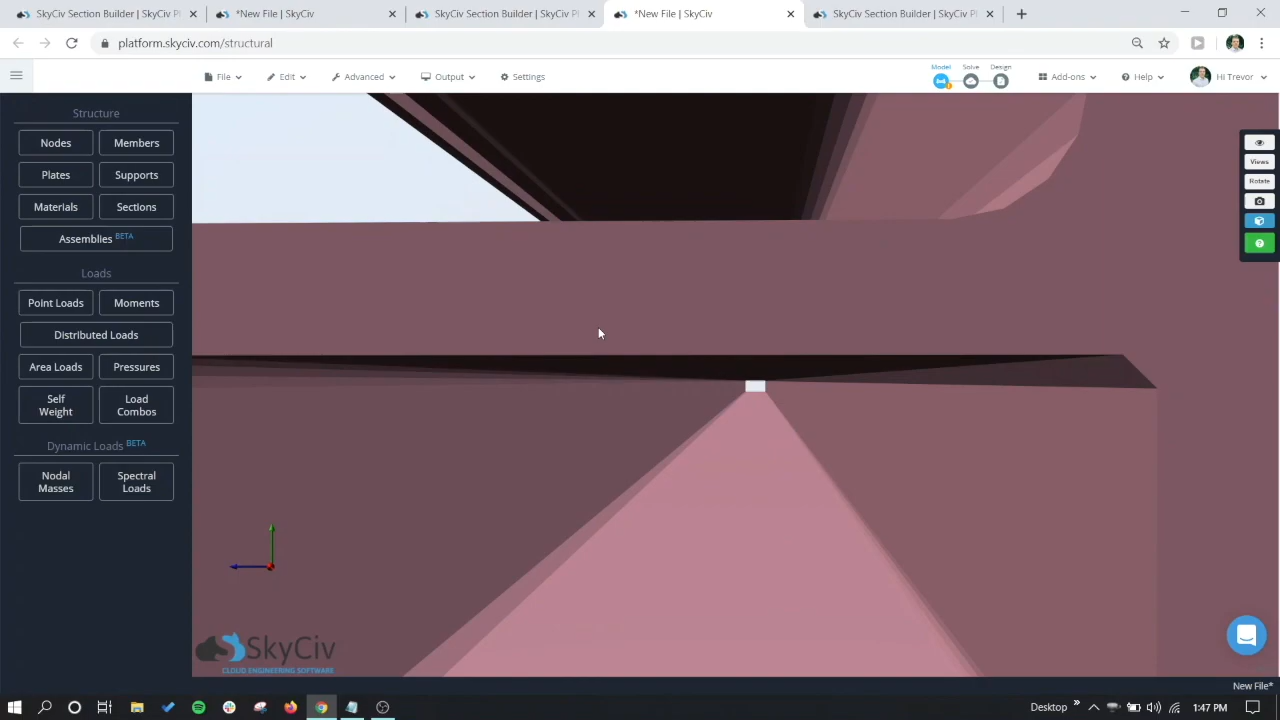 SkyCiv Section Builder | SkyCiv Pl
*New File | SkyCiv
SkyCiv Section Builder | SkyCiv Pl
*New File | SkyCiv
SkyCiv Section Builder | SkyCiv Pl
platform.skyciv.com/structural
File
Edit
Advanced
Output
Settings
Model
Solve
Design
Add-ons
Help
Hi Trevor
Structure
Nodes
Members
Plates
Supports
Materials
Sections
Assemblies BETA
Loads
Point Loads
Moments
Distributed Loads
Area Loads
Pressures
Self
Weight
Load
Combos
Dynamic Loads BETA
Nodal
Masses
Spectral
Loads
Views
Rotate
SkyCiv
CLOUD ENGINEERING SOFTWARE
New File*
Desktop
1:47 PM